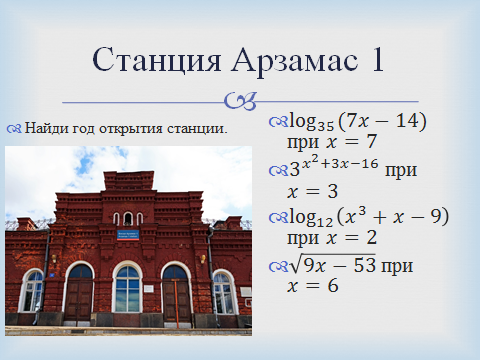 Станция Арзамас 1
Найди год открытия станции.
log₃₅(7x − 14)
при x = 7
3^{x²+3x−16} при
x = 3
log₁₂(x³ + x − 9)
при x = 2
√(9x − 53) при
x = 6